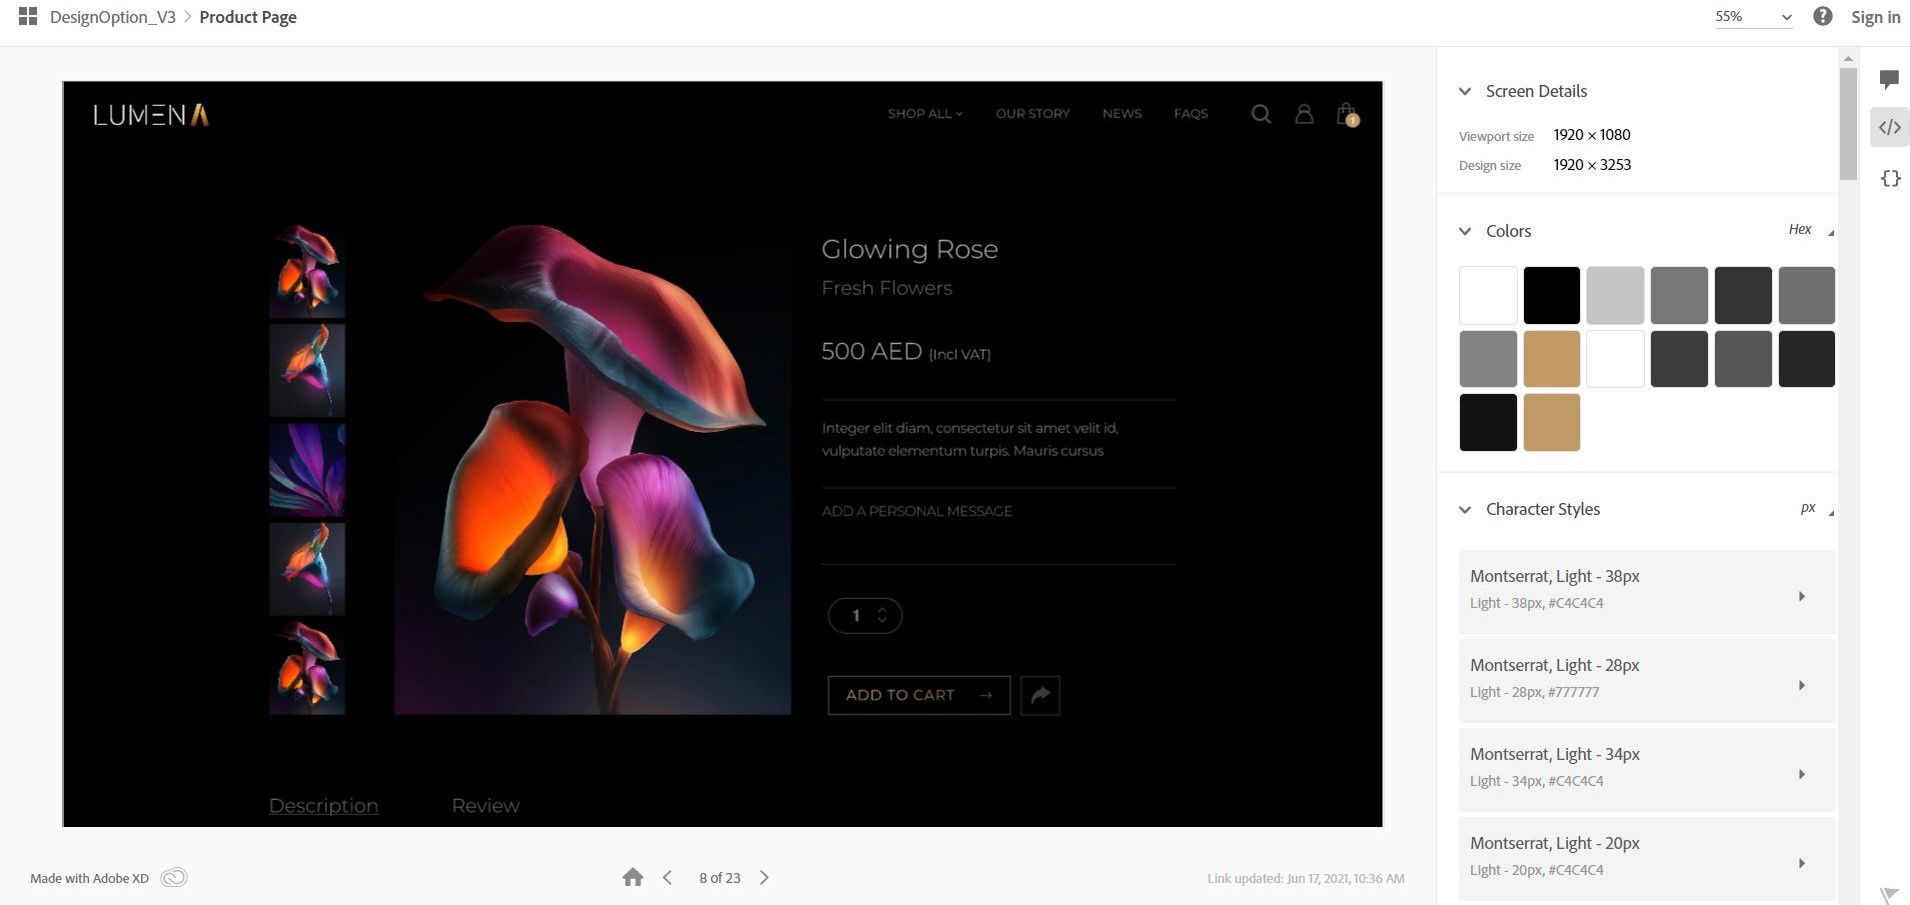 DesignOption_V3 > Product Page
55%
Sign in
LUMENA
SHOP ALL
OUR STORY
NEWS
FAQS
1
Glowing Rose
Fresh Flowers
500 AED (Incl VAT)
Integer elit diam, consectetur sit amet velit id,
vulputate elementum turpis. Mauris cursus
ADD A PERSONAL MESSAGE
1
ADD TO CART →
Description
Review
Made with Adobe XD
8 of 23
Link updated: Jun 17, 2021, 10:36 AM
Screen Details
Viewport size 1920 × 1080
Design size 1920 × 3253
Colors
Hex
Character Styles
px
Montserrat, Light - 38px
Light - 38px, #C4C4C4
Montserrat, Light - 28px
Light - 28px, #777777
Montserrat, Light - 34px
Light - 34px, #C4C4C4
Montserrat, Light - 20px
Light - 20px, #C4C4C4